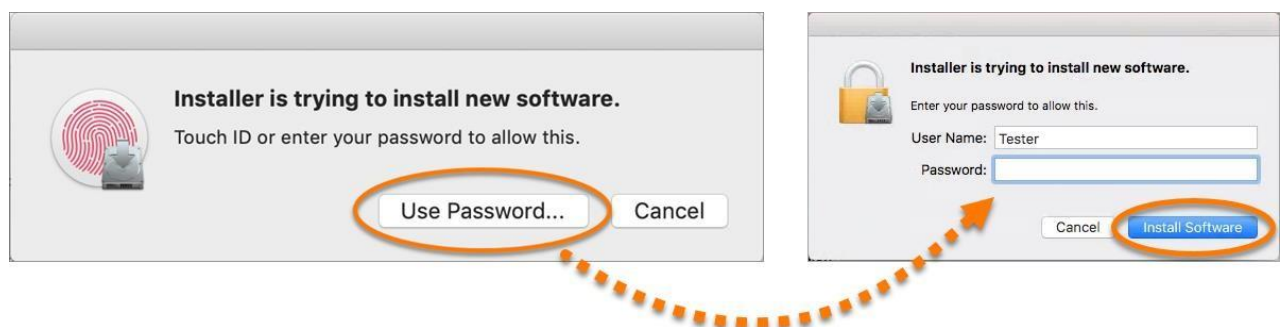 Installer is trying to install new software.
Touch ID or enter your password to allow this.
Use Password... Cancel
Installer is trying to install new software.
Enter your password to allow this.
User Name: Tester
Password:
Cancel Install Software